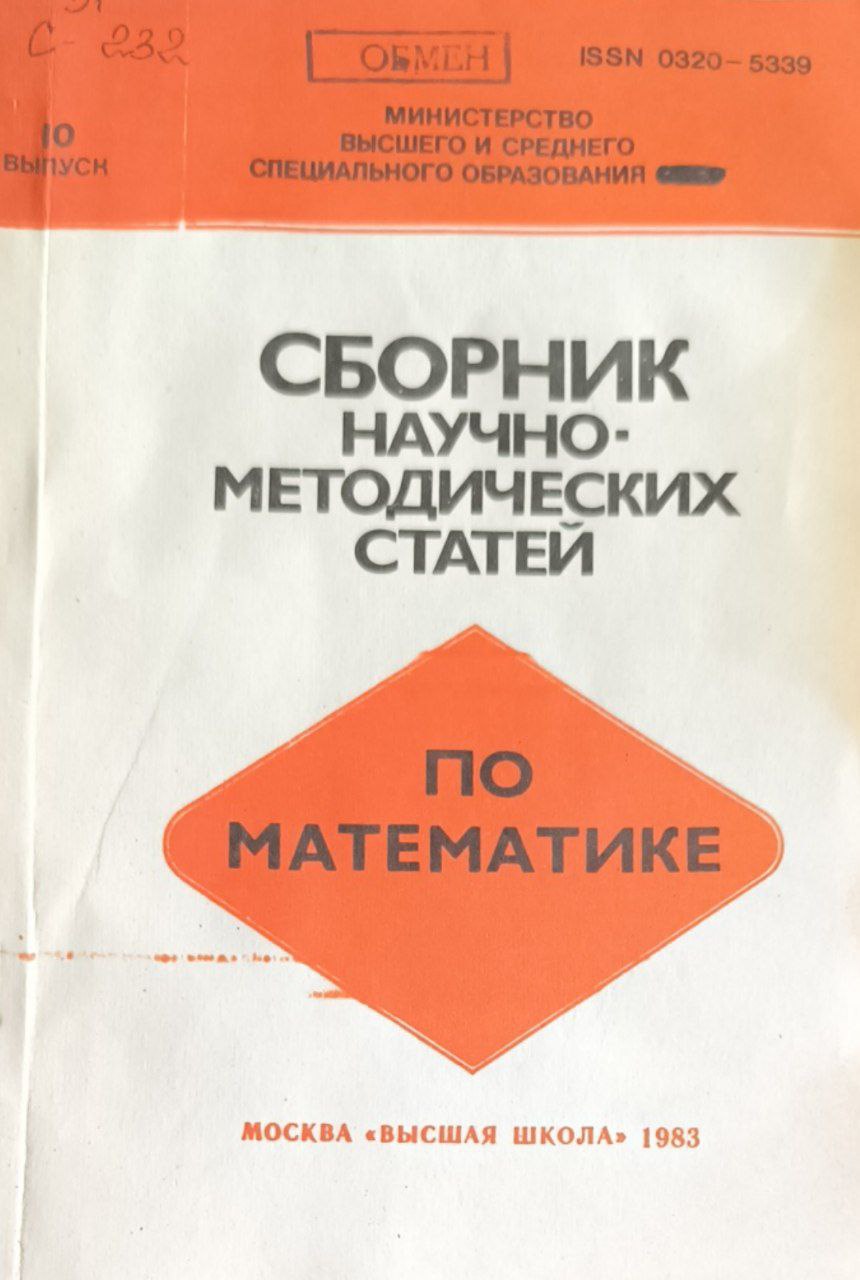 С-232
ОБМЕН
ISSN 0320-5339
10
ВЫПУСК
МИНИСТЕРСТВО
ВЫСШЕГО И СРЕДНЕГО
СПЕЦИАЛЬНОГО ОБРАЗОВАНИЯ
СБОРНИК
НАУЧНО-
МЕТОДИЧЕСКИХ
СТАТЕЙ
ПО
МАТЕМАТИКЕ
МОСКВА «ВЫСШАЯ ШКОЛА» 1983